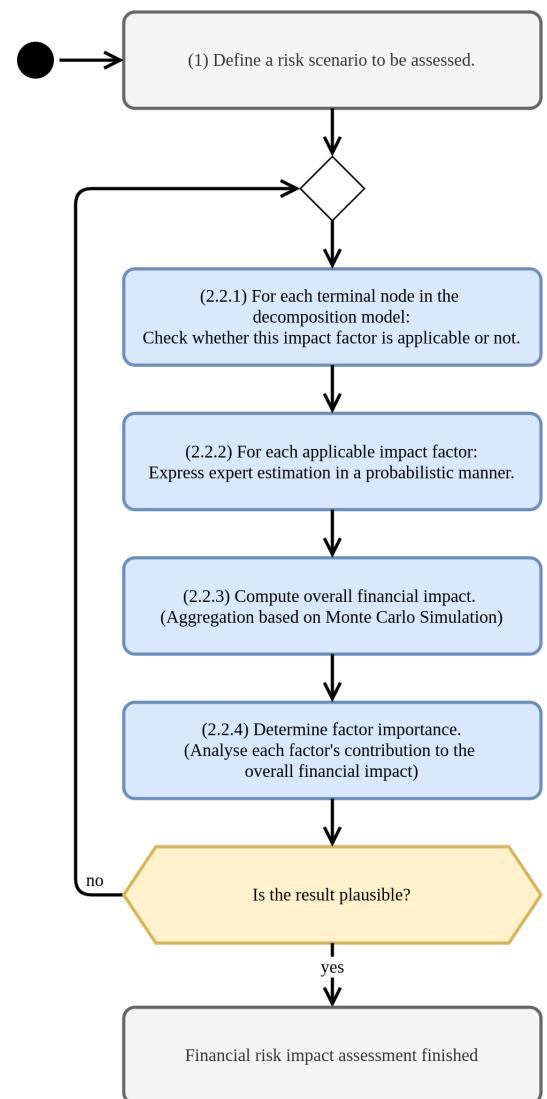 (1) Define a risk scenario to be assessed.
(2.2.1) For each terminal node in the
decomposition model:
Check whether this impact factor is applicable or not.
(2.2.2) For each applicable impact factor:
Express expert estimation in a probabilistic manner.
(2.2.3) Compute overall financial impact.
(Aggregation based on Monte Carlo Simulation)
(2.2.4) Determine factor importance.
(Analyse each factor's contribution to the
overall financial impact)
no
Is the result plausible?
yes
Financial risk impact assessment finished